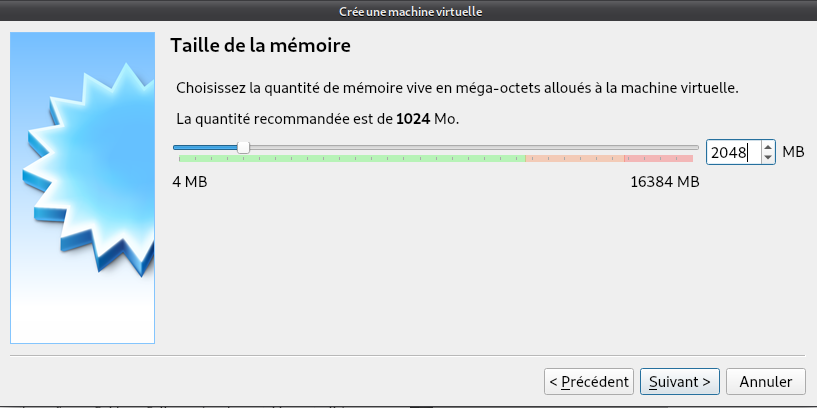 Crée une machine virtuelle
Taille de la mémoire
Choisissez la quantité de mémoire vive en méga-octets alloués à la machine virtuelle.
La quantité recommandée est de 1024 Mo.
2048 MB
4 MB 16384 MB
< Précédent Suivant > Annuler